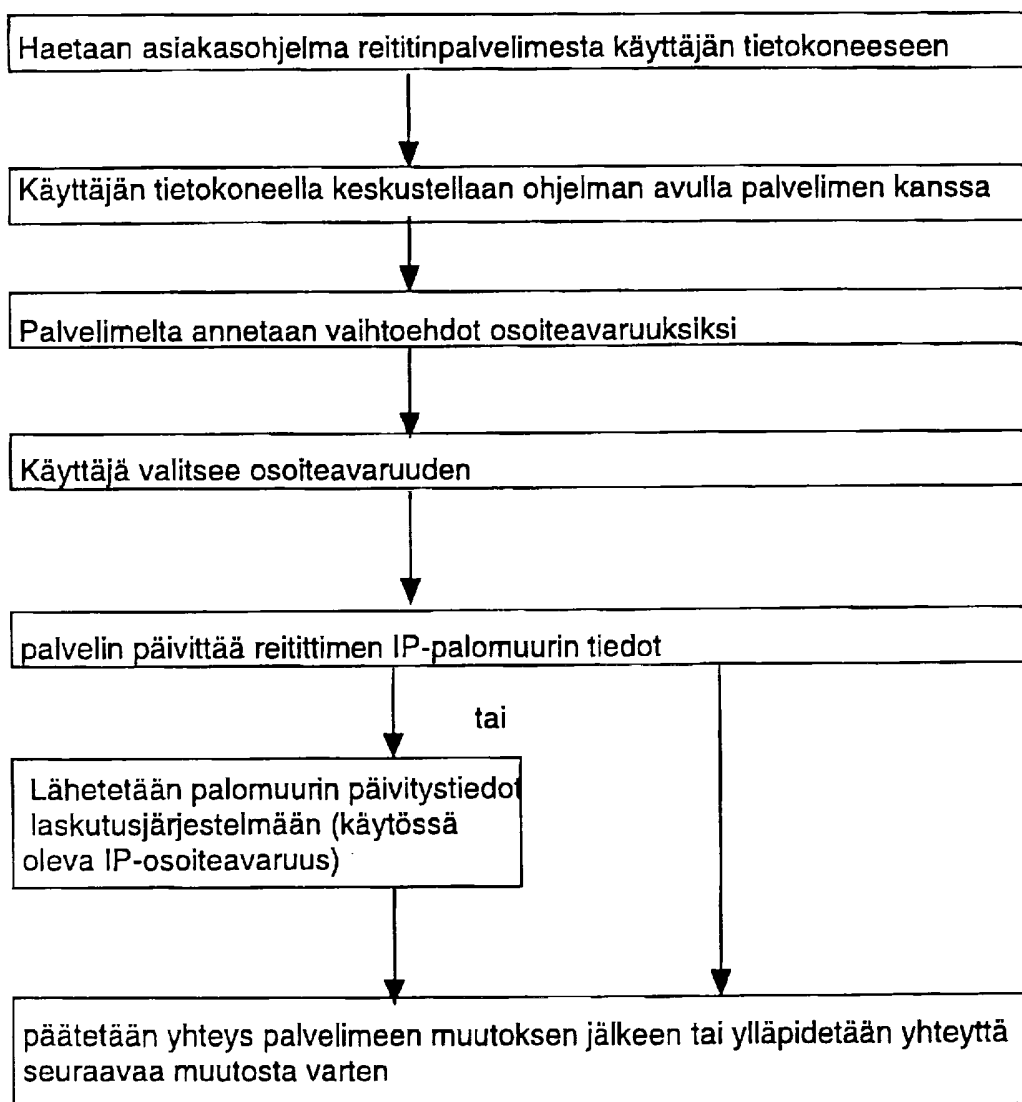 Haetaan asiakasohjelma reititinpalvelimesta käyttäjän tietokoneeseen
Käyttäjän tietokoneella keskustellaan ohjelman avulla palvelimen kanssa
Palvelimelta annetaan vaihtoehdot osoiteavaruuksiksi
Käyttäjä valitsee osoiteavaruuden
palvelin päivittää reitittimen IP-palomuurin tiedot
tai
Lähetetään palomuurin päivitystiedot
laskutusjärjestelmään (käytössä
oleva IP-osoiteavaruus)
päätetään yhteys palvelimeen muutoksen jälkeen tai ylläpidetään yhteyttä
seuraavaa muutosta varten